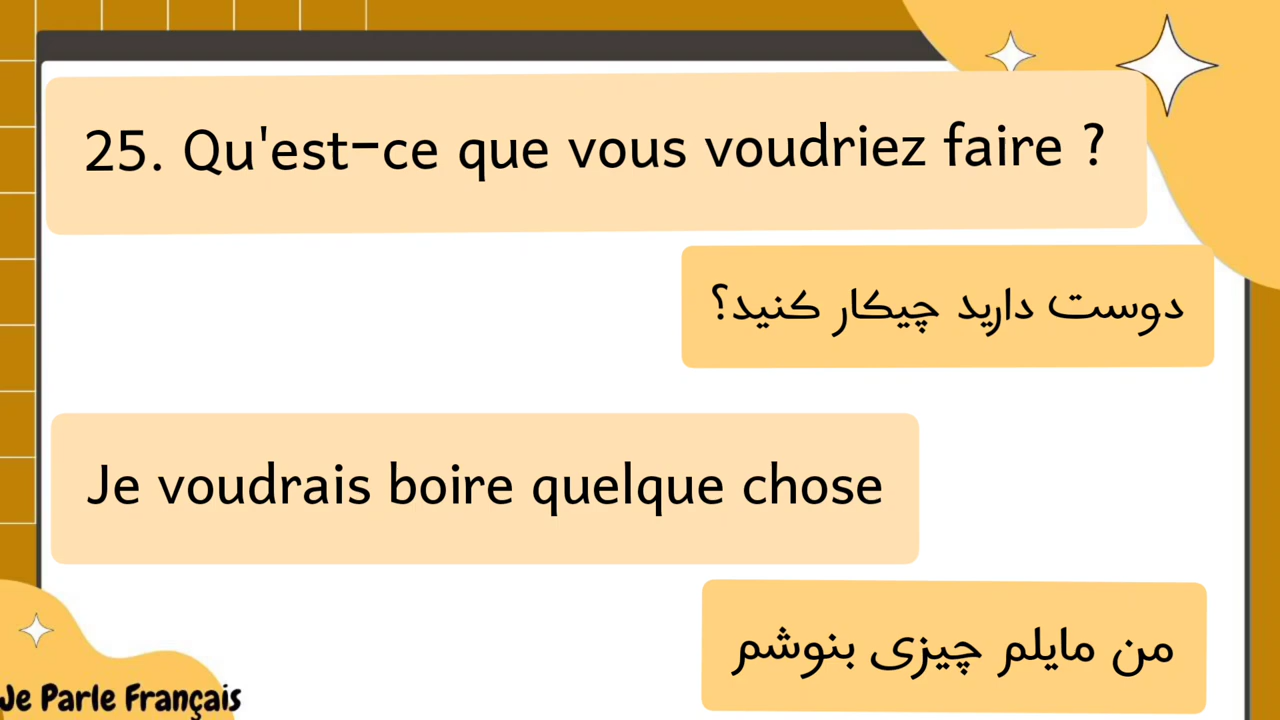 25. Qu'est-ce que vous voudriez faire ?
دوست دارید چیکار کنید؟
Je voudrais boire quelque chose
من مایلم چیزی بنوشم
Je Parle Français